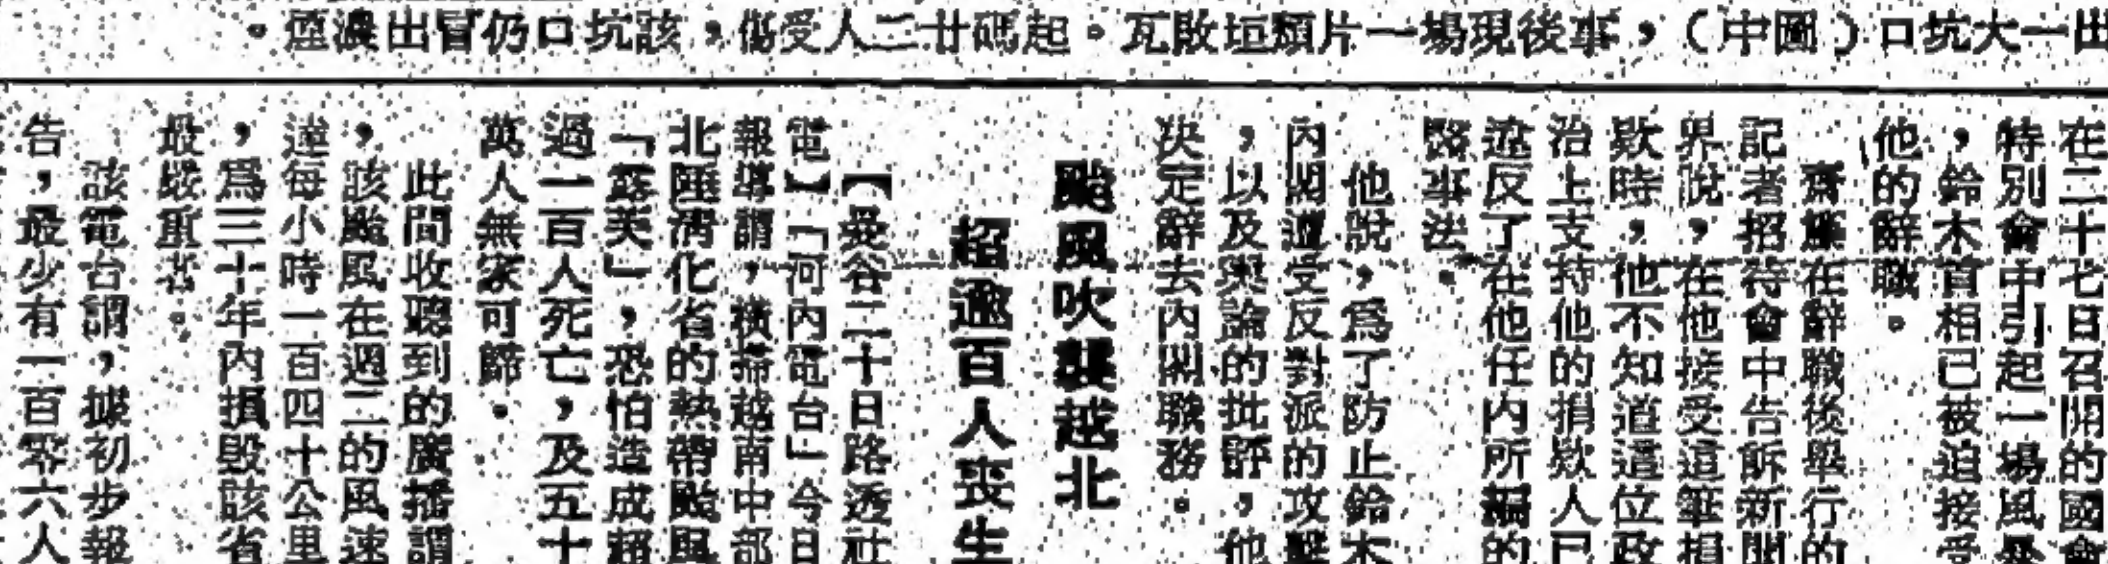 出一大坑口（圖中），事後現場一片頹垣敗瓦。起碼廿二人受傷，該坑口仍冒出濃煙。
在二十七日召開的國會
特別會中引起一場風暴
，鈴木首相已被迫接受
他的辭職。
齋藤在辭職後舉行的
記者招待會中告訴新聞
界說，在他接受這筆捐
欵時，他不知道這位政
治上支持他的捐欵人已
違反了在他任內所編的
事法。
他說，爲了防止鈴木
內閣遭受反對派的攻擊
，以及輿論的批評，他
決定辭去內閣職務。
颱風吹襲越北
超逾百人喪生
【曼谷二十日路透社
電】「河內電台」今日
報導謂，橫掃越南中部
北陲淸化省的熱帶颱風
「露芙」，恐怕造成超
過一百人死亡，及五十
萬人無家可歸。
此間收聽到的廣播謂
，該颱風在週二的風速
達每小時一百四十公里
，爲三十年內損毀該省
最嚴重者。
該電台謂，據初步報
告，最少有一百零六人